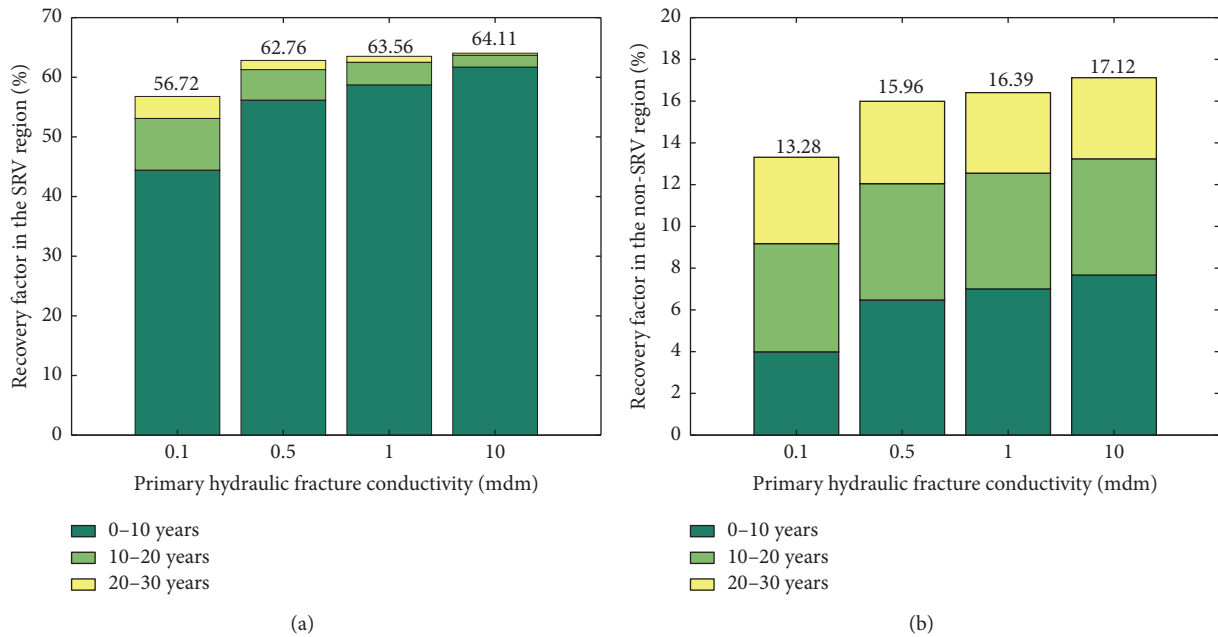 Recovery factor in the SRV region (%)
70
60
50
40
30
20
10
0
56.72
62.76
63.56
64.11
0.1
0.5
1
10
Primary hydraulic fracture conductivity (mdm)
0–10 years
10–20 years
20–30 years
(a)
Recovery factor in the non-SRV region (%)
20
18
16
14
12
10
8
6
4
2
0
13.28
15.96
16.39
17.12
0.1
0.5
1
10
Primary hydraulic fracture conductivity (mdm)
0–10 years
10–20 years
20–30 years
(b)